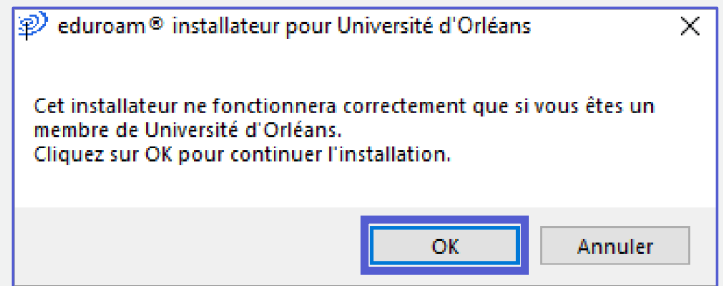 eduroam® installateur pour Université d'Orléans
Cet installateur ne fonctionnera correctement que si vous êtes un
membre de Université d'Orléans.
Cliquez sur OK pour continuer l'installation.
OK
Annuler